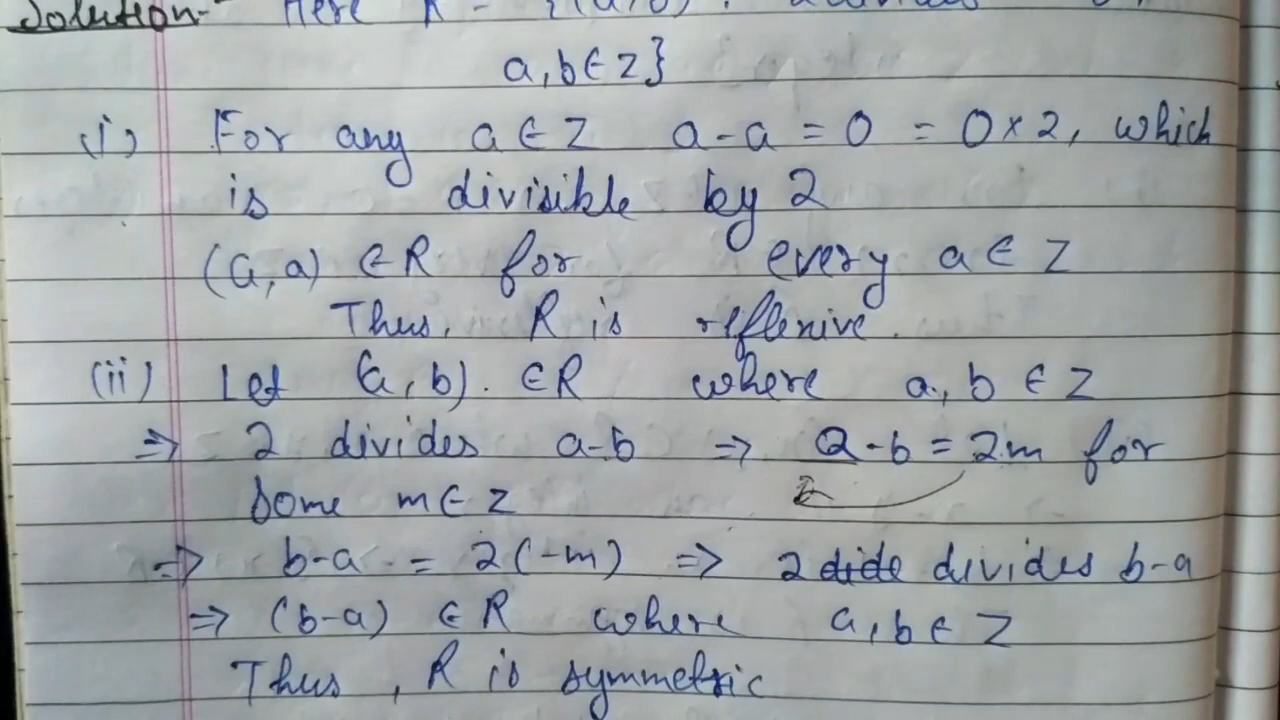 Solution- Here R = {(a,b) :
a,b∈Z}
(i) For any a∈Z a-a = 0 = 0×2, which
is divisible by 2
(a,a) ∈R for every a∈Z
Thus, R is reflexive.
(ii) Let (a,b). ∈R where a, b ∈Z
⇒ 2 divides a-b ⇒ a-b = 2m for
some m∈Z
⇒ b-a = 2(-m) ⇒ 2 divides b-a
⇒ (b-a) ∈R where a,b∈Z
Thus, R is symmetric